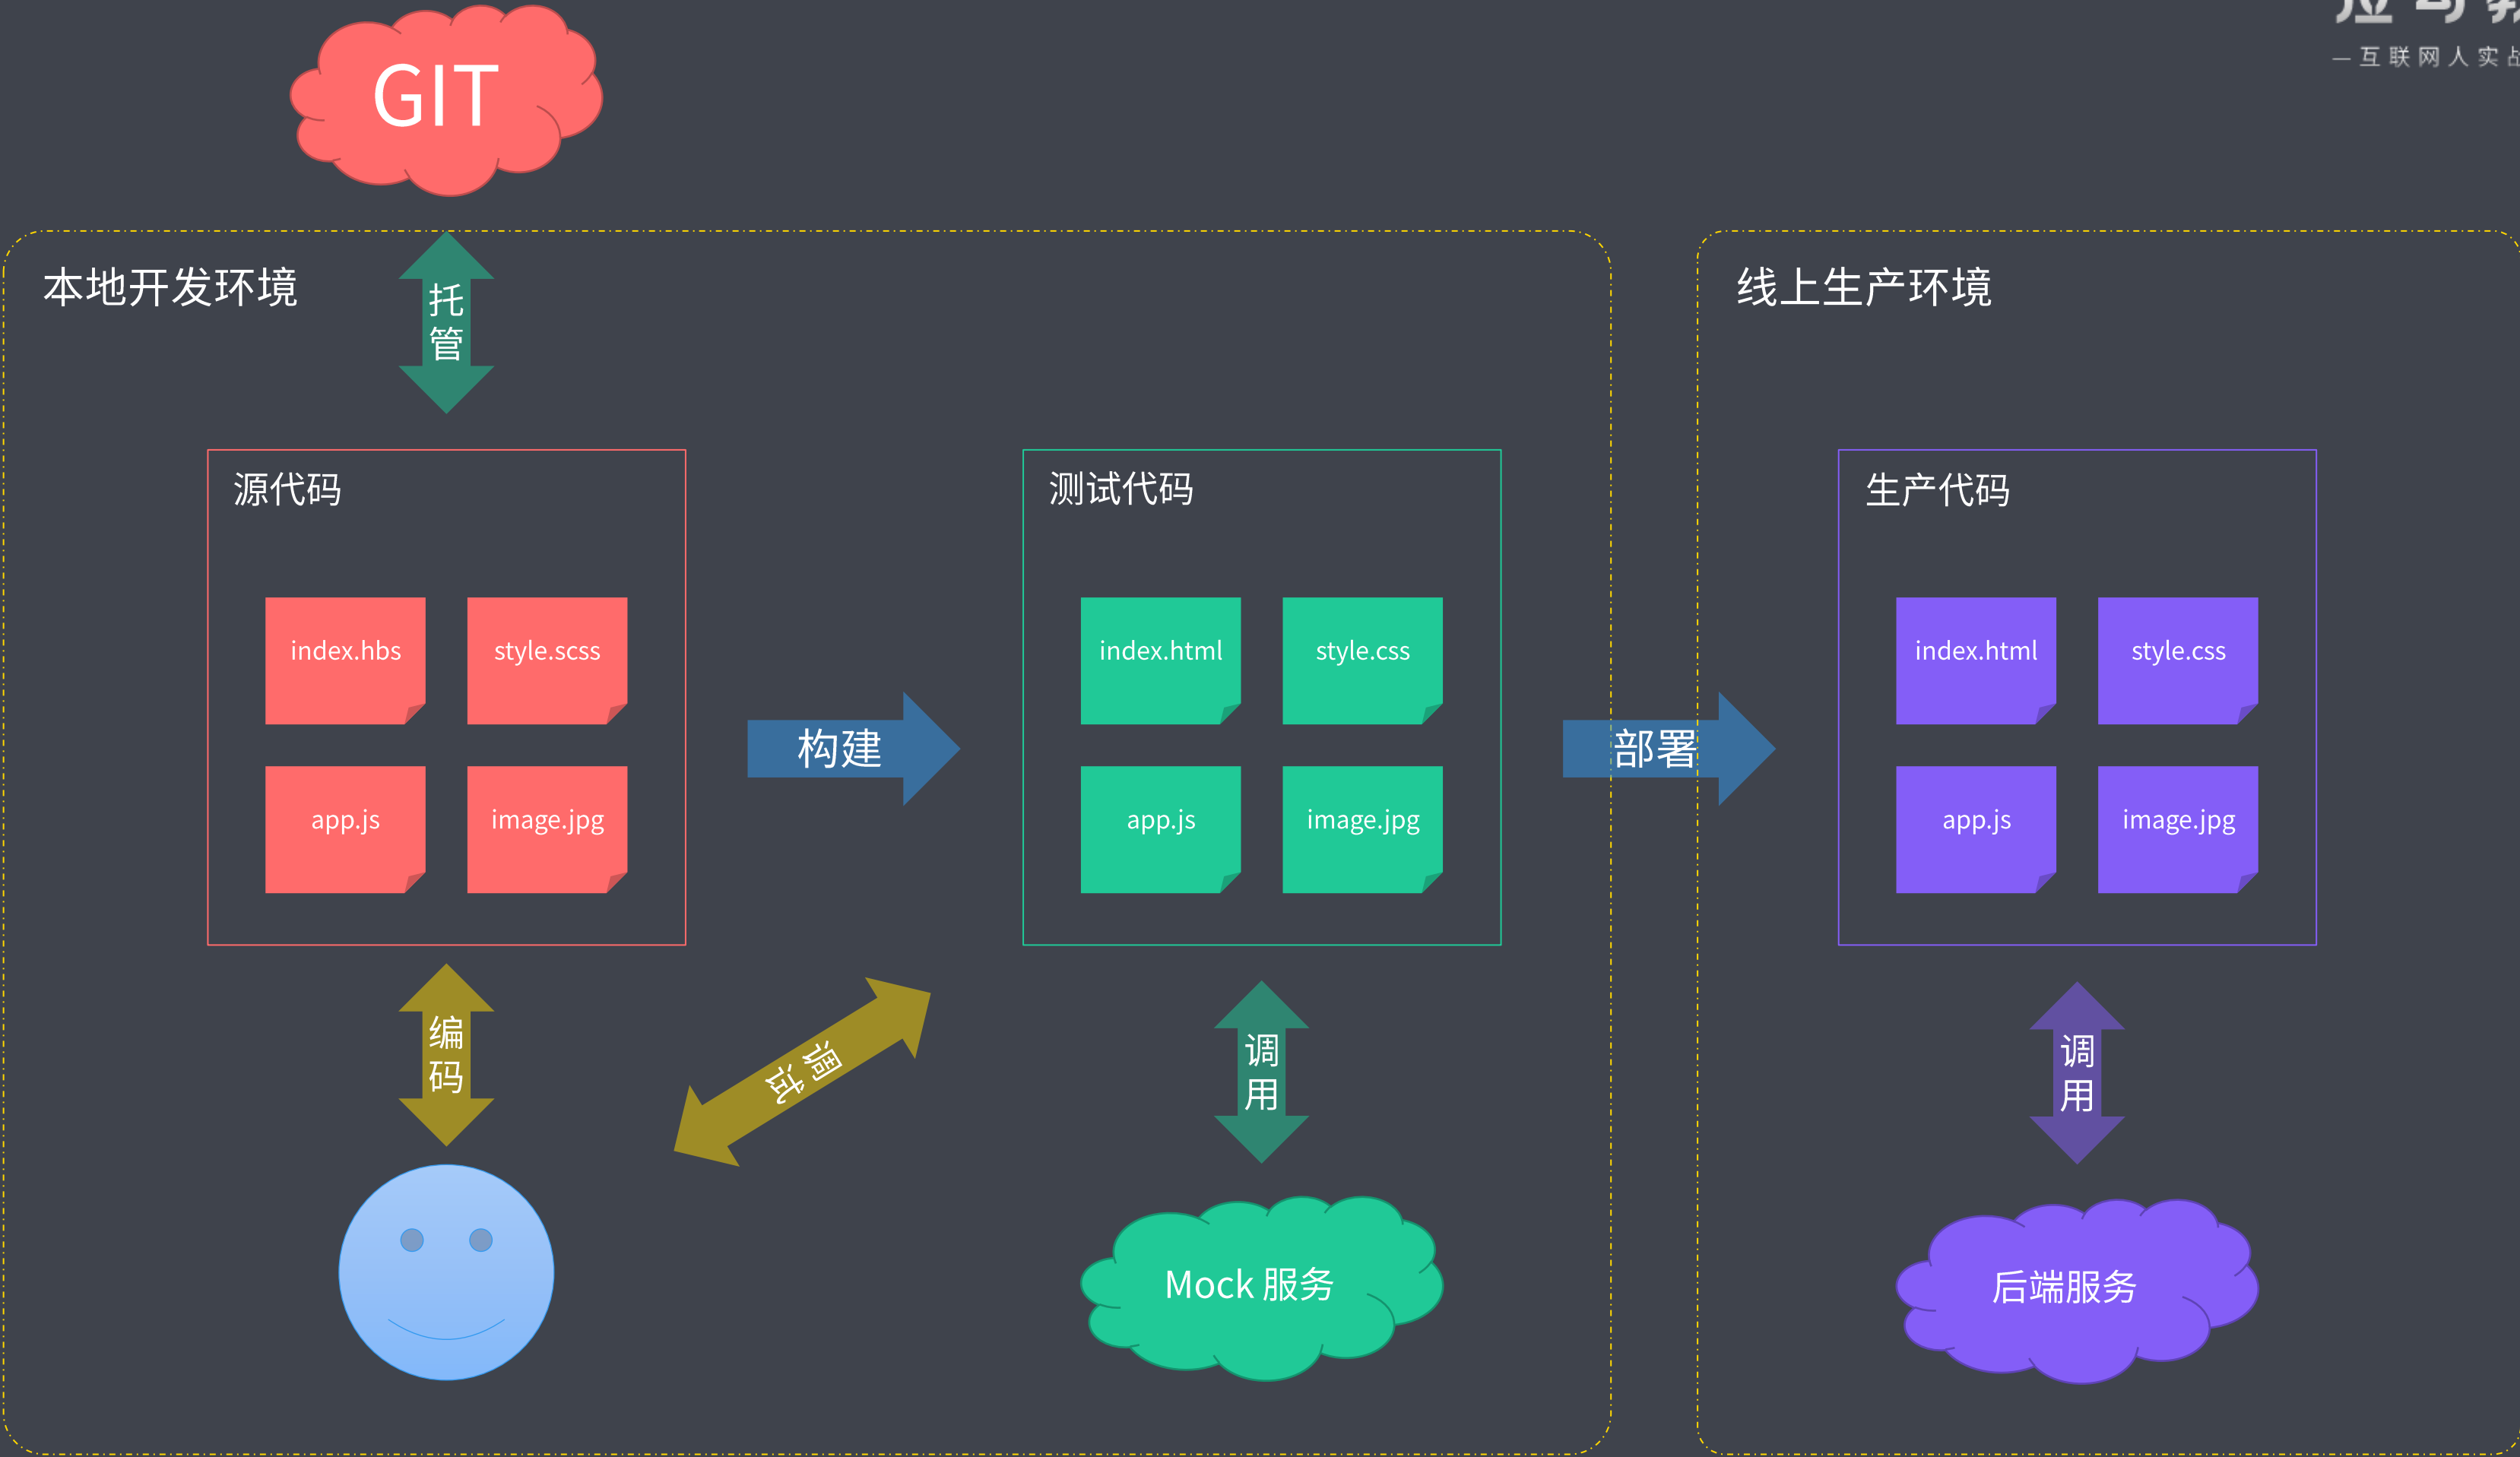 GIT
一互联网人实战
本地开发环境
托
管
线上生产环境
源代码
测试代码
生产代码
index.hbs
style.scss
index.html
style.css
index.html
style.css
构建
部署
app.js
image.jpg
app.js
image.jpg
app.js
image.jpg
编
码
调试
调
用
调
用
Mock 服务
后端服务